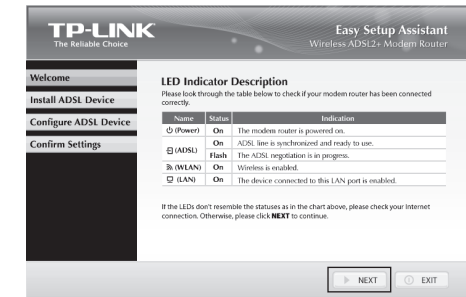 TP-LINK
The Reliable Choice
Easy Setup Assistant
Wireless ADSL2+ Modem Router
Welcome
Install ADSL Device
Configure ADSL Device
Confirm Settings
LED Indicator Description
Please look through the table below to check if your modem router has been connected
correctly.
Name Status Indication
(Power) On The modem router is powered on.
(ADSL) On ADSL line is synchronized and ready to use.
Flash The ADSL negotiation is in progress.
(WLAN) On Wireless is enabled.
(LAN) On The device connected to this LAN port is enabled.
If the LEDs don't resemble the statuses as in the chart above, please check your Internet
connection. Otherwise, please click NEXT to continue.
NEXT EXIT